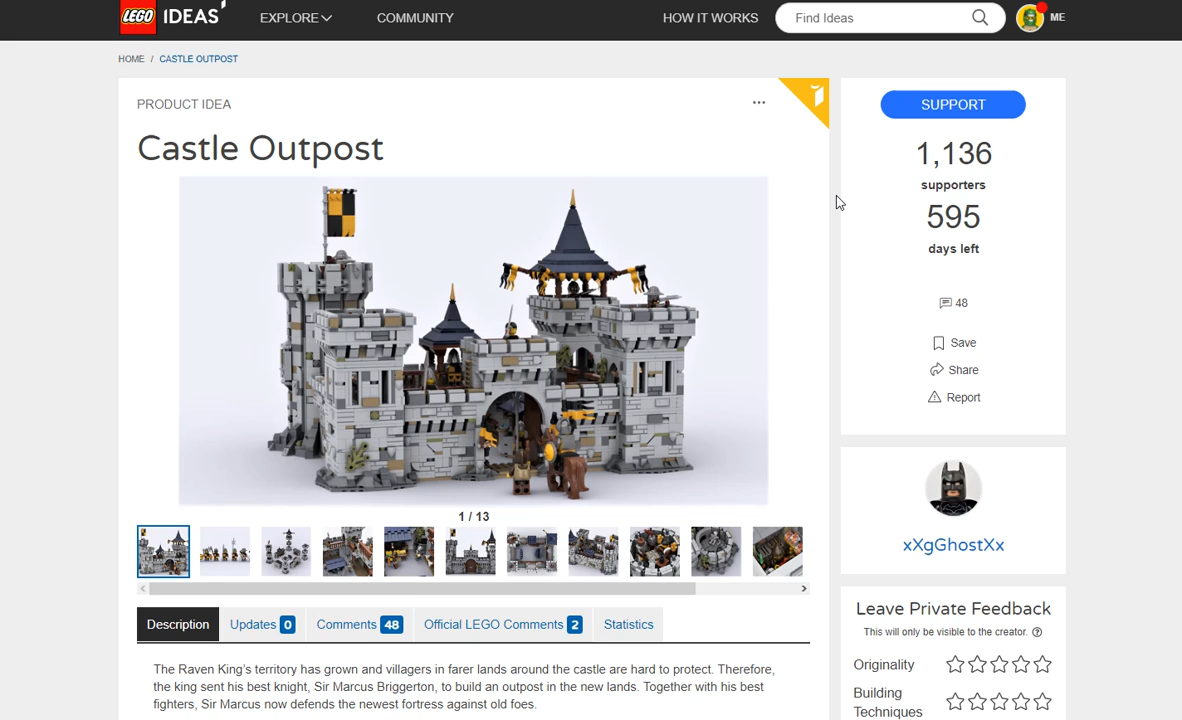 LEGO IDEAS
EXPLORE
COMMUNITY
HOW IT WORKS
Find Ideas
ME
HOME / CASTLE OUTPOST
PRODUCT IDEA
...
Castle Outpost
1 / 13
Description
Updates 0
Comments 48
Official LEGO Comments 2
Statistics
The Raven King's territory has grown and villagers in farer lands around the castle are hard to protect. Therefore,
the king sent his best knight, Sir Marcus Briggerton, to build an outpost in the new lands. Together with his best
fighters, Sir Marcus now defends the newest fortress against old foes.
SUPPORT
1,136
supporters
595
days left
48
Save
Share
Report
xXgGhostXx
Leave Private Feedback
This will only be visible to the creator. ?
Originality
Building
Techniques